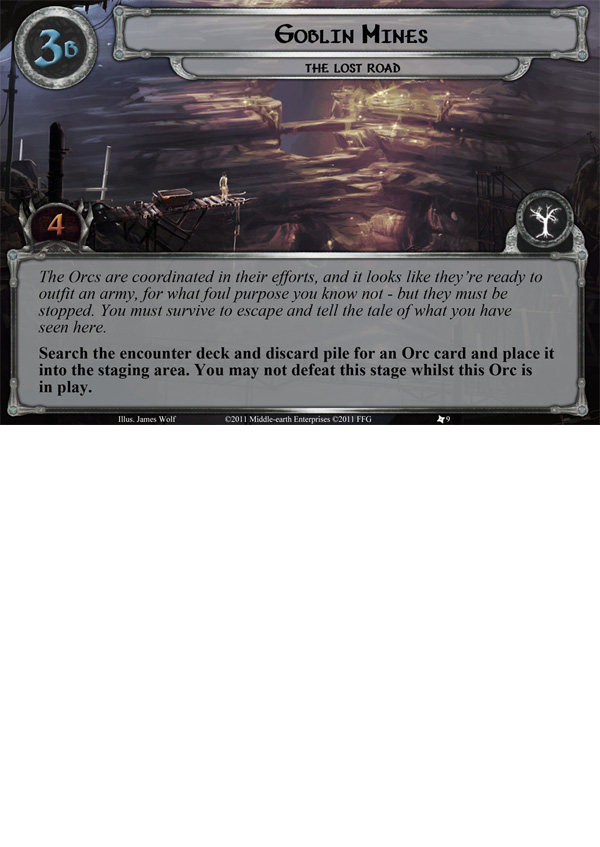 3B
Goblin Mines
THE LOST ROAD
4
The Orcs are coordinated in their efforts, and it looks like they're ready to
outfit an army, for what foul purpose you know not - but they must be
stopped. You must survive to escape and tell the tale of what you have
seen here.
Search the encounter deck and discard pile for an Orc card and place it
into the staging area. You may not defeat this stage whilst this Orc is
in play.
Illus. James Wolf ©2011 Middle-earth Enterprises ©2011 FFG 9